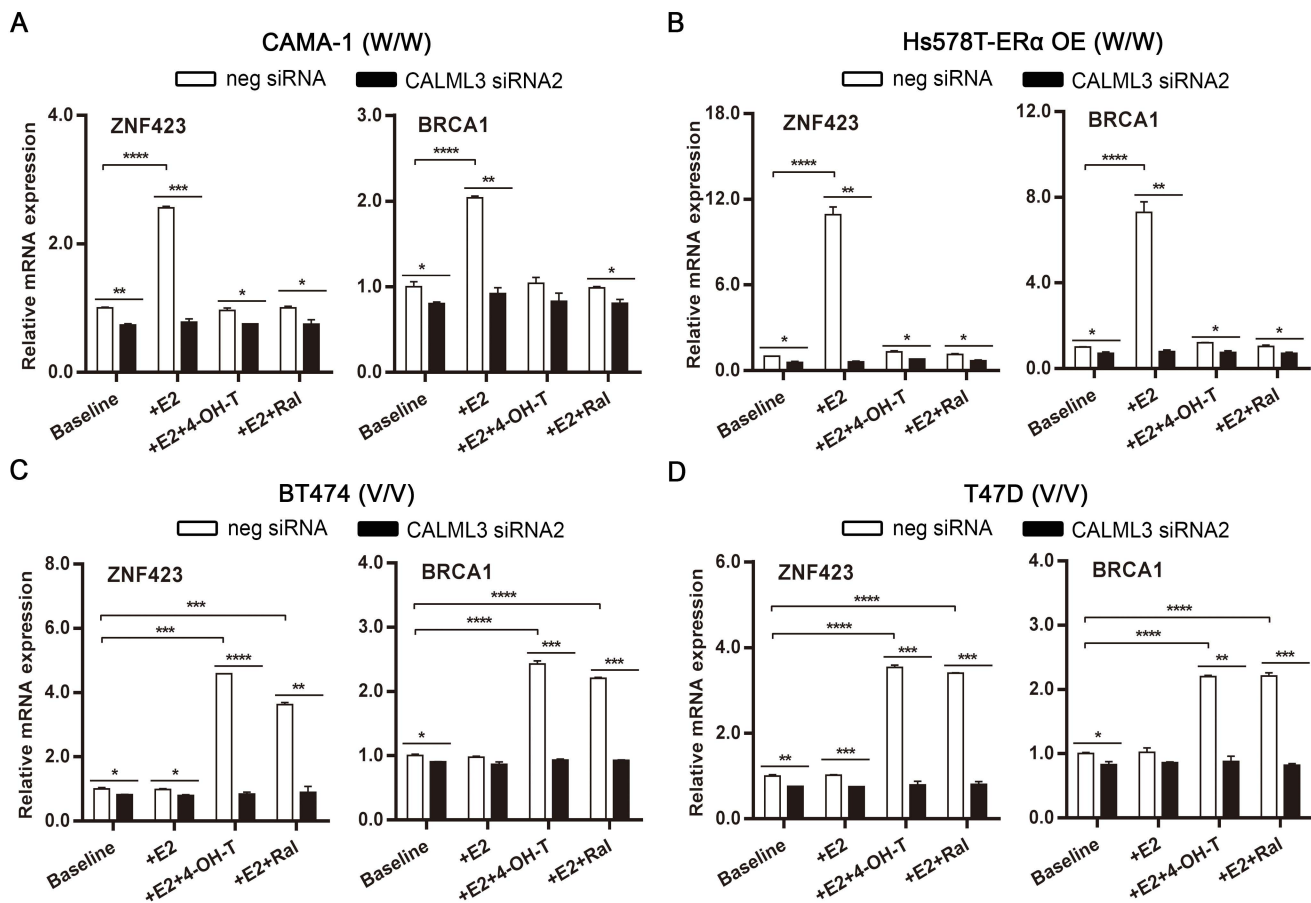 A
CAMA-1 (W/W)
neg siRNA CALML3 siRNA2
Relative mRNA expression
4.0
2.0
0.0
ZNF423
****
**
***
*
*
Baseline
+E2
+E2+4-OH-T
+E2+Ral
3.0
2.0
1.0
0.0
BRCA1
****
*
**
*
Baseline
+E2
+E2+4-OH-T
+E2+Ral
B
Hs578T-ERα OE (W/W)
neg siRNA CALML3 siRNA2
Relative mRNA expression
18.0
12.0
6.0
0.0
ZNF423
****
*
**
*
*
Baseline
+E2
+E2+4-OH-T
+E2+Ral
12.0
8.0
4.0
0.0
BRCA1
****
*
**
*
*
Baseline
+E2
+E2+4-OH-T
+E2+Ral
C
BT474 (V/V)
neg siRNA CALML3 siRNA2
Relative mRNA expression
8.0
6.0
4.0
2.0
0.0
ZNF423
***
***
*
*
****
**
Baseline
+E2
+E2+4-OH-T
+E2+Ral
4.0
3.0
2.0
1.0
0.0
BRCA1
****
****
*
***
***
Baseline
+E2
+E2+4-OH-T
+E2+Ral
D
T47D (V/V)
neg siRNA CALML3 siRNA2
Relative mRNA expression
6.0
4.0
2.0
0.0
ZNF423
****
****
**
***
***
***
Baseline
+E2
+E2+4-OH-T
+E2+Ral
4.0
3.0
2.0
1.0
0.0
BRCA1
****
****
*
**
***
Baseline
+E2
+E2+4-OH-T
+E2+Ral